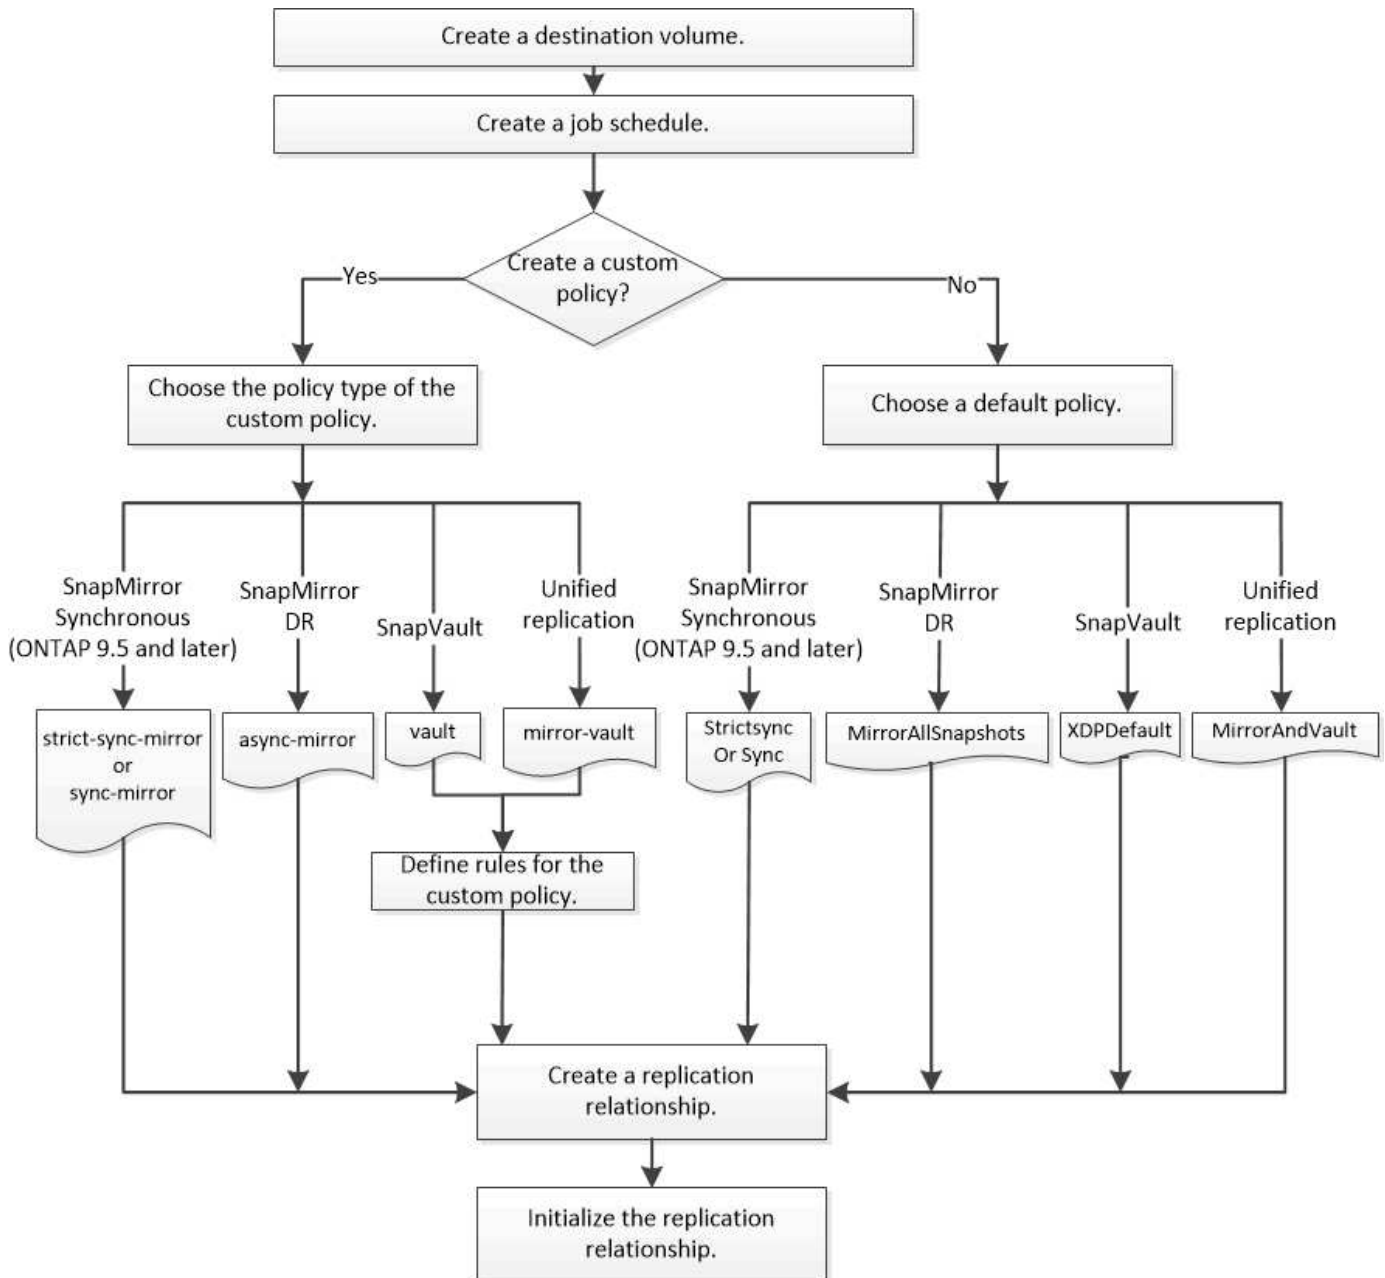 Create a destination volume.
Create a job schedule.
Create a custom
policy?
Yes
No
Choose the policy type of the
custom policy.
Choose a default policy.
SnapMirror
Synchronous
(ONTAP 9.5 and later)
SnapMirror
DR
SnapVault
Unified
replication
SnapMirror
Synchronous
(ONTAP 9.5 and later)
SnapMirror
DR
SnapVault
Unified
replication
strict-sync-mirror
or
sync-mirror
async-mirror
vault
mirror-vault
Strictsync
Or Sync
MirrorAllSnapshots
XDPDefault
MirrorAndVault
Define rules for the
custom policy.
Create a replication
relationship.
Initialize the replication
relationship.